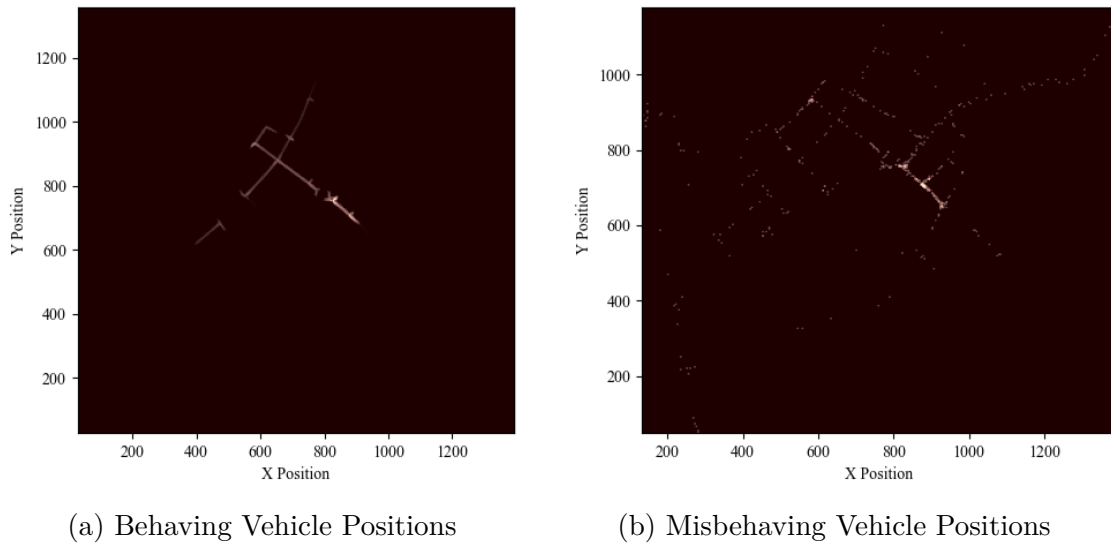 1200
1000
800
600
400
200
Y Position
200 400 600 800 1000 1200
X Position
(a) Behaving Vehicle Positions
1000
800
600
400
200
Y Position
200 400 600 800 1000 1200
X Position
(b) Misbehaving Vehicle Positions